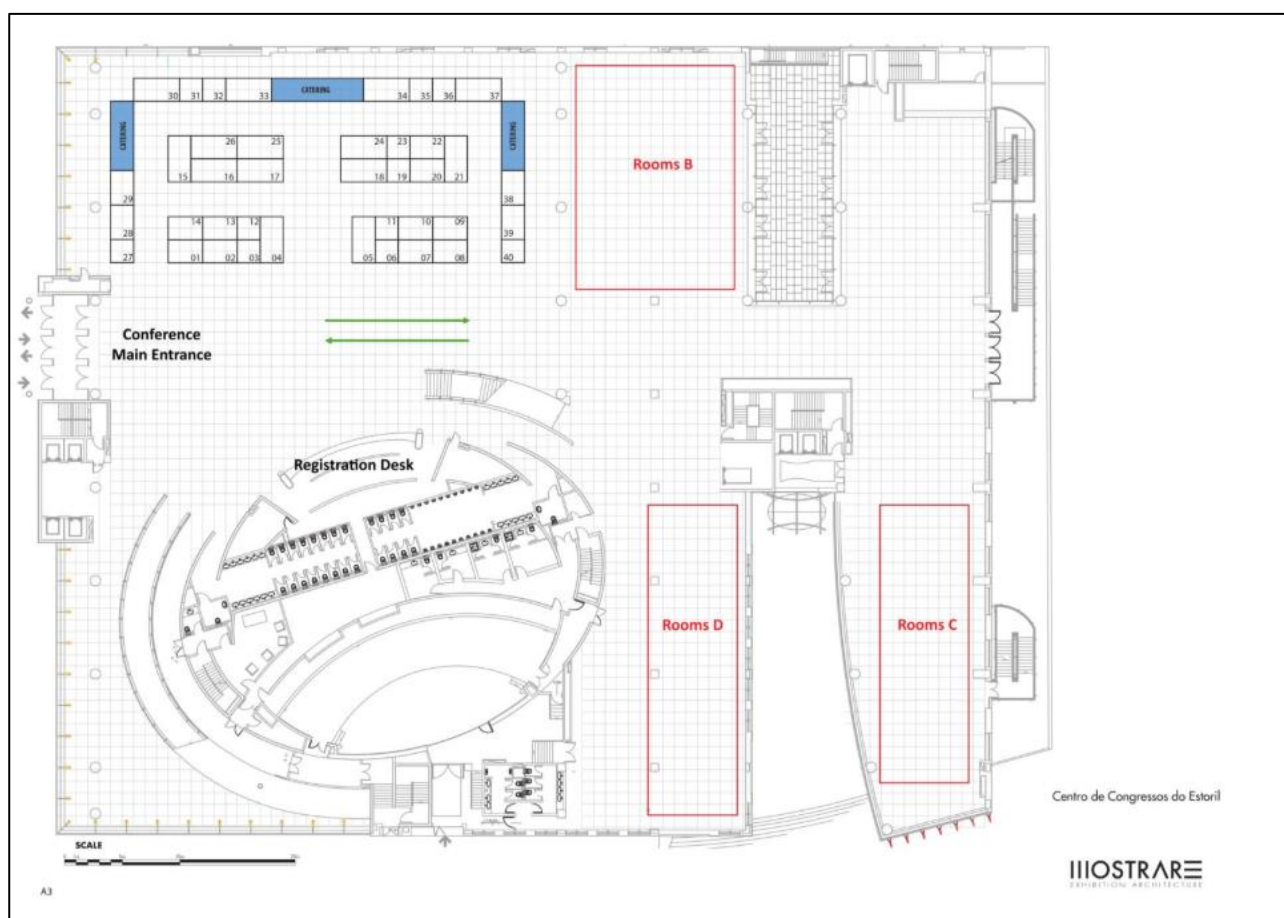 30 31 32 33 CATERING 34 35 36 37
CATERING
CATERING
26 25 24 23 22
15 16 17 18 19 20 21
Rooms B
29 38
28 39
27 40
14 13 12 11 10 09
01 02 03 04 05 06 07 08
Conference
Main Entrance
Registration Desk
Rooms D
Rooms C
Centro de Congressos do Estoril
SCALE
A3
MOSTRARE
EXHIBITION ARCHITECTURE